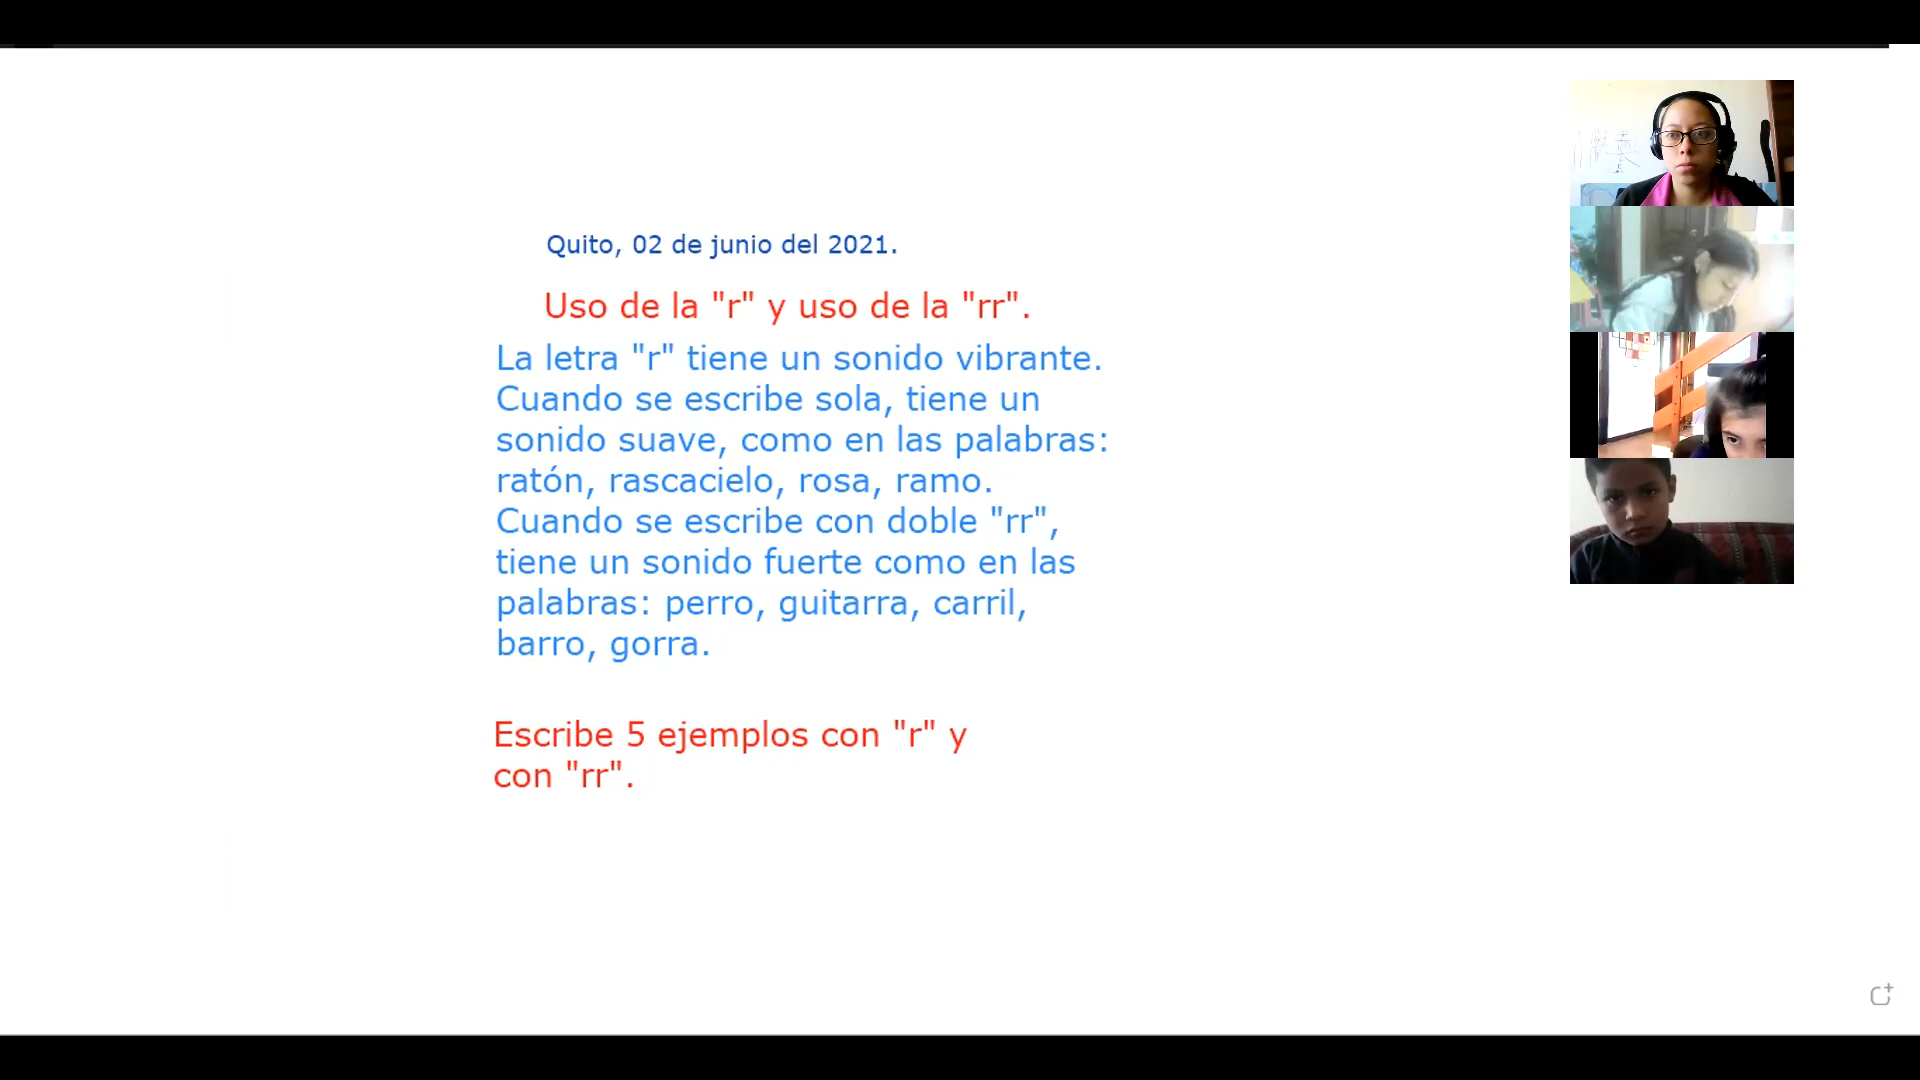 Quito, 02 de junio del 2021.
Uso de la "r" y uso de la "rr".
La letra "r" tiene un sonido vibrante.
Cuando se escribe sola, tiene un
sonido suave, como en las palabras:
ratón, rascacielo, rosa, ramo.
Cuando se escribe con doble "rr",
tiene un sonido fuerte como en las
palabras: perro, guitarra, carril,
barro, gorra.
Escribe 5 ejemplos con "r" y
con "rr".